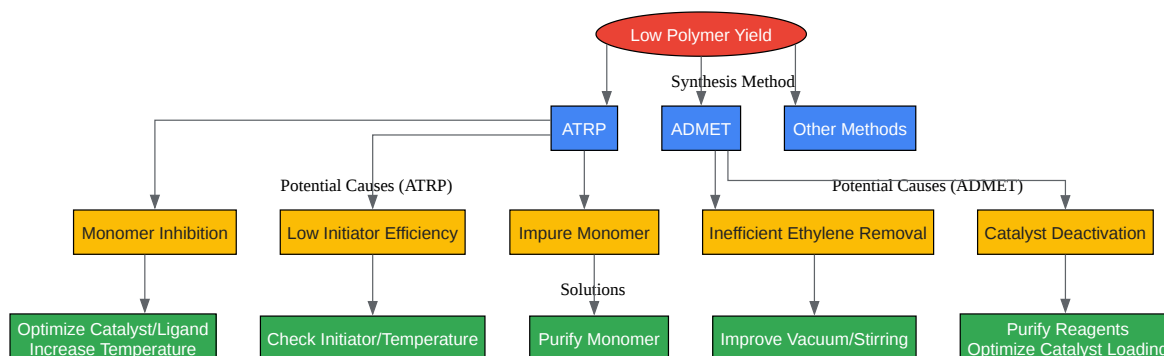 Low Polymer Yield
Synthesis Method
ATRP
ADMET
Other Methods
Potential Causes (ATRP)
Potential Causes (ADMET)
Monomer Inhibition
Low Initiator Efficiency
Impure Monomer
Inefficient Ethylene Removal
Catalyst Deactivation
Solutions
Optimize Catalyst/Ligand
Increase Temperature
Check Initiator/Temperature
Purify Monomer
Improve Vacuum/Stirring
Purify Reagents
Optimize Catalyst Loading